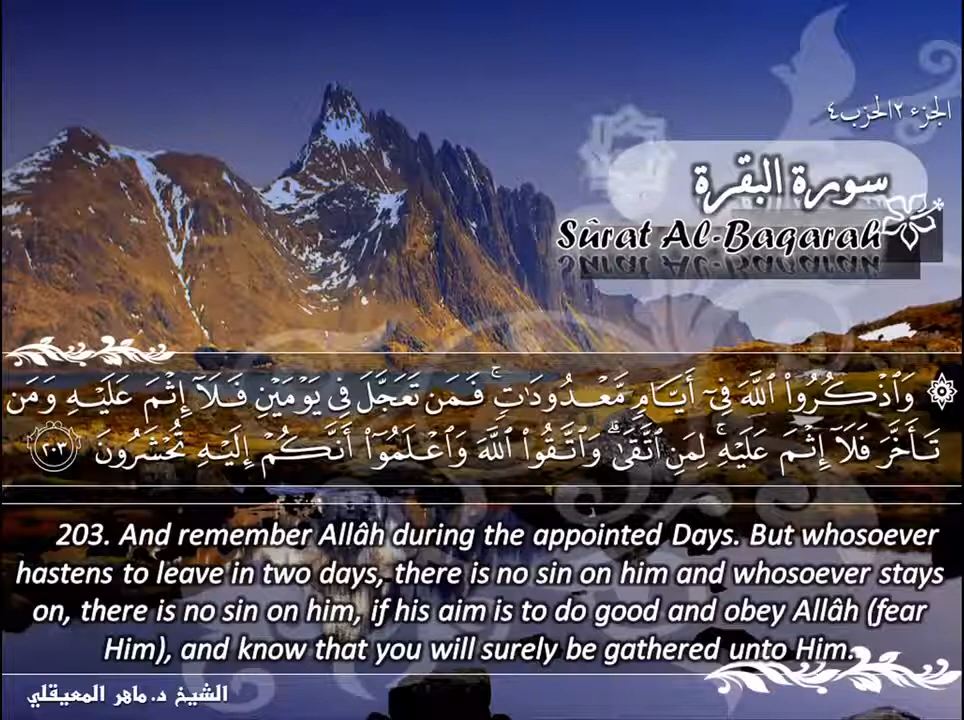 الجزء ٢ الحزب ٤
سورة البقرة
Sûrat Al-Baqarah
۞ وَٱذْكُرُوا۟ ٱللَّهَ فِىٓ أَيَّامٍ مَّعْدُودَٰتٍ ۚ فَمَن تَعَجَّلَ فِى يَوْمَيْنِ فَلَآ إِثْمَ عَلَيْهِ وَمَن
تَأَخَّرَ فَلَآ إِثْمَ عَلَيْهِ ۚ لِمَنِ ٱتَّقَىٰ ۗ وَٱتَّقُوا۟ ٱللَّهَ وَٱعْلَمُوٓا۟ أَنَّكُمْ إِلَيْهِ تُحْشَرُونَ ٢٠٣
203. And remember Allâh during the appointed Days. But whosoever
hastens to leave in two days, there is no sin on him and whosoever stays
on, there is no sin on him, if his aim is to do good and obey Allâh (fear
Him), and know that you will surely be gathered unto Him.
الشيخ د. ماهر المعيقلي